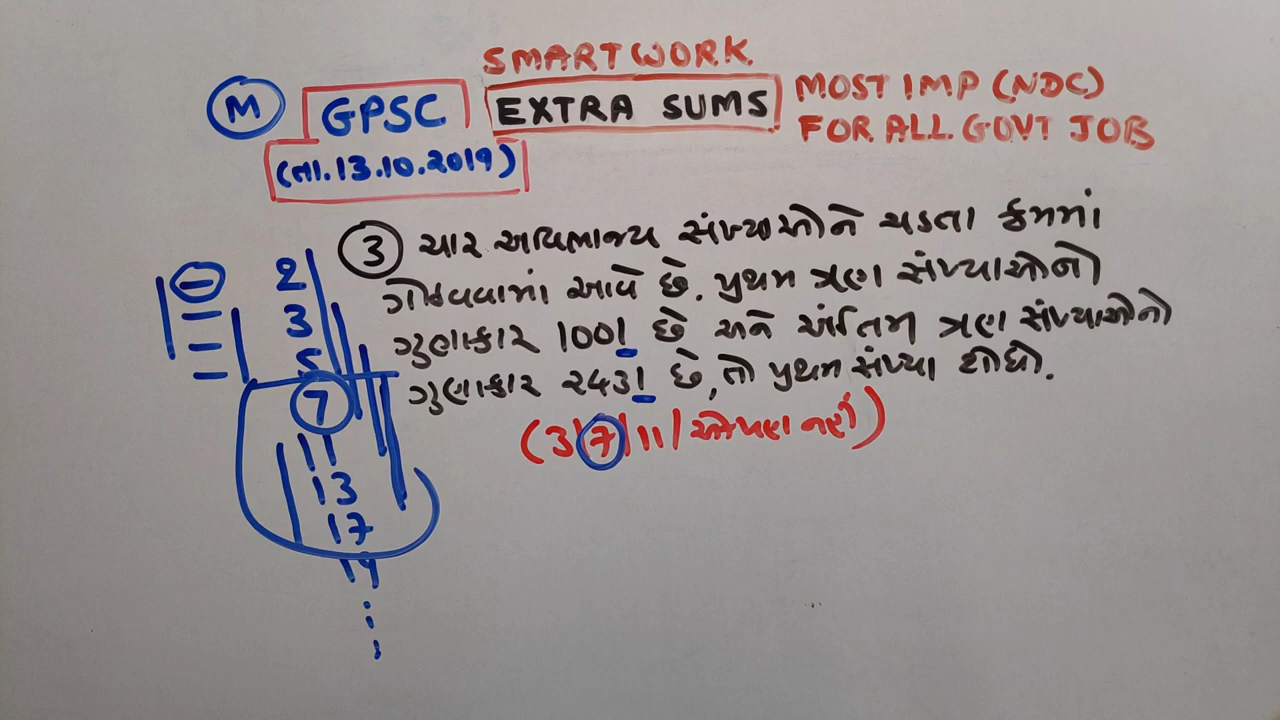 SMART WORK
M GPSC EXTRA SUMS MOST IMP (NDC)
FOR ALL GOVT JOB
(તા.13.10.2019)
3 ચાર અવિભાજ્ય સંખ્યાઓને ચડતા ક્રમમાં
ગોઠવવામાં આવે છે. પ્રથમ ત્રણ સંખ્યાઓનો
ગુણાકાર 1001 છે અને અંતિમ ત્રણ સંખ્યાઓનો
ગુણાકાર ૨431 છે, તો પ્રથમ સંખ્યા શોધો.
(3/7/11/એકપણ નહીં)
2
3
5
7
11
13
17
19